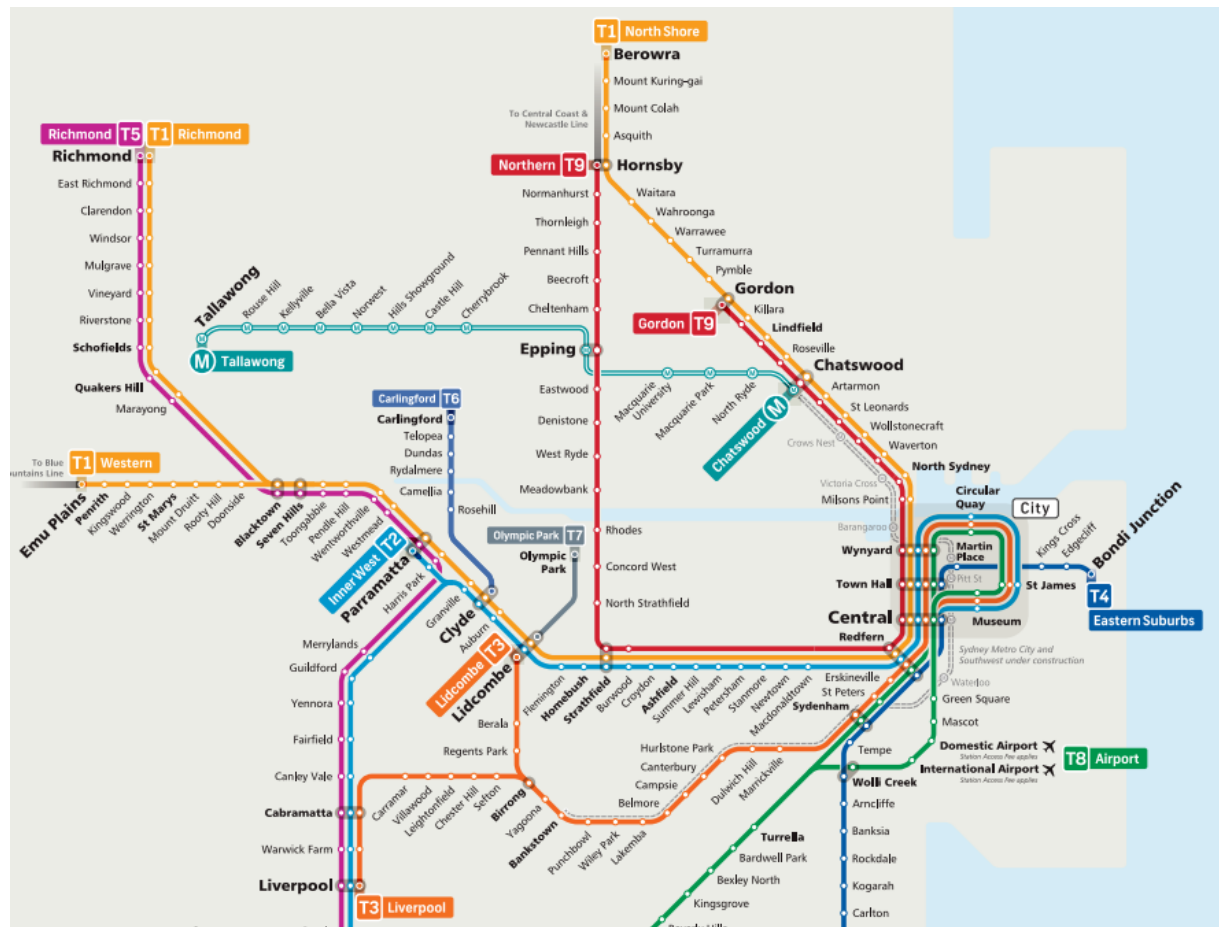 T1 North Shore
Berowra
Mount Kuring-gai
Mount Colah
To Central Coast &
Newcastle Line
Asquith
Richmond T5
T1 Richmond
Richmond
Northern T9
Hornsby
East Richmond
Clarendon
Windsor
Mulgrave
Vineyard
Riverstone
Schofields
Quakers Hill
Marayong
Normanhurst
Thornleigh
Pennant Hills
Beecroft
Cheltenham
Waitara
Wahroonga
Warrawee
Turramurra
Pymble
Gordon
Gordon T9
Killara
Lindfield
Roseville
Chatswood
Tallawong
Rouse Hill
Kellyville
Bella Vista
Norwest
Hills Showground
Castle Hill
Cherrybrook
M Tallawong
Epping
Macquarie
University
Macquarie Park
North Ryde
Chatswood M
Artarmon
St Leonards
Wollstonecraft
Waverton
North Sydney
Milsons Point
Crows Nest
Victoria Cross
Barangaroo
Eastwood
Denistone
West Ryde
Meadowbank
Rhodes
Concord West
North Strathfield
Carlingford T6
Carlingford
Telopea
Dundas
Rydalmere
Camellia
Rosehill
Olympic Park T7
Olympic
Park
To Blue
ountains Line
T1 Western
Emu Plains
Penrith
Kingswood
Werrington
St Marys
Mount Druitt
Rooty Hill
Doonside
Blacktown
Seven Hills
Toongabbie
Pendle Hill
Wentworthville
Westmead
Inner West T2
Parramatta
Harris Park
Granville
Clyde
Auburn
Lidcombe T3
Lidcombe
Flemington
Homebush
Strathfield
Burwood
Croydon
Ashfield
Summer Hill
Lewisham
Petersham
Stanmore
Newtown
Macdonaldtown
Circular
Quay
City
Wynyard
Martin
Place
Town Hall
Pitt St
Central
St James
Museum
Redfern
Kings Cross
Edgecliff
Bondi Junction
T4
Eastern Suburbs
Sydney Metro City and
Southwest under construction
Waterloo
Erskineville
St Peters
Sydenham
Green Square
Mascot
Domestic Airport
Station Access Fee applies
International Airport
Station Access Fee applies
T8 Airport
Tempe
Wolli Creek
Arncliffe
Banksia
Rockdale
Kogarah
Carlton
Turrella
Bardwell Park
Bexley North
Kingsgrove
Merrylands
Guildford
Yennora
Fairfield
Canley Vale
Cabramatta
Warwick Farm
Liverpool
T3 Liverpool
Berala
Regents Park
Carramar
Villawood
Leightonfield
Chester Hill
Sefton
Birrong
Yagoona
Bankstown
Punchbowl
Wiley Park
Lakemba
Belmore
Campsie
Canterbury
Hurlstone Park
Dulwich Hill
Marrickville